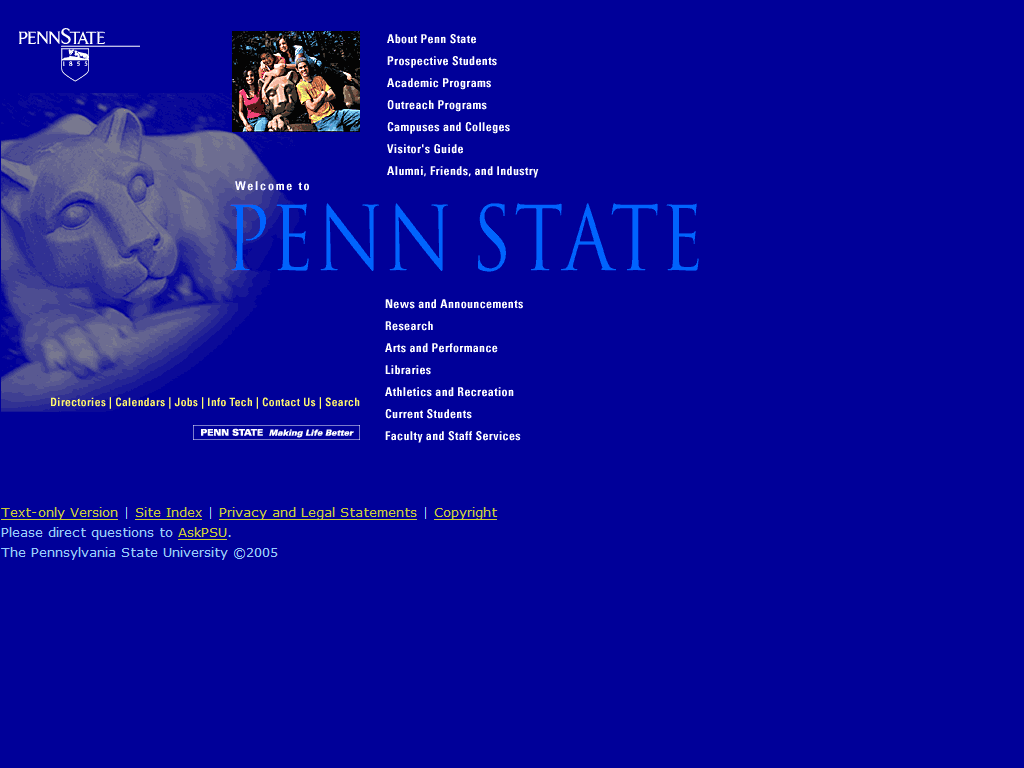 PENNSTATE
1855
About Penn State
Prospective Students
Academic Programs
Outreach Programs
Campuses and Colleges
Visitor's Guide
Alumni, Friends, and Industry
Welcome to
PENN STATE
News and Announcements
Research
Arts and Performance
Libraries
Athletics and Recreation
Current Students
Faculty and Staff Services
Directories | Calendars | Jobs | Info Tech | Contact Us | Search
PENN STATE Making Life Better
Text-only Version | Site Index | Privacy and Legal Statements | Copyright
Please direct questions to AskPSU.
The Pennsylvania State University ©2005